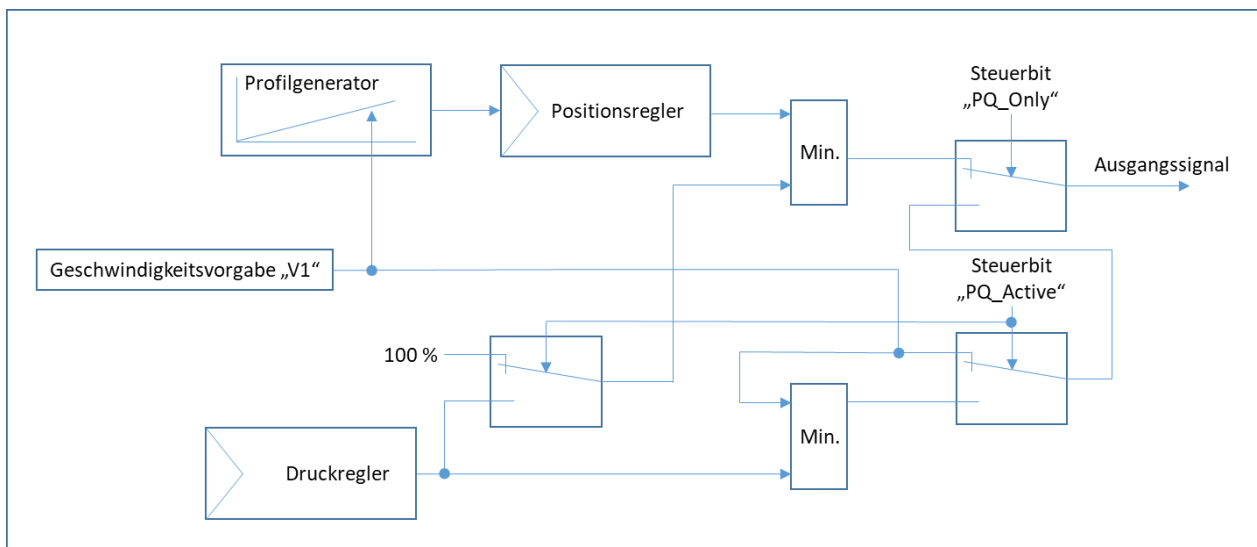 Profilgenerator
Positionsregler
Steuerbit
„PQ_Only“
Min.
Ausgangssignal
Geschwindigkeitsvorgabe „V1“
Steuerbit
„PQ_Active“
100 %
Min.
Druckregler